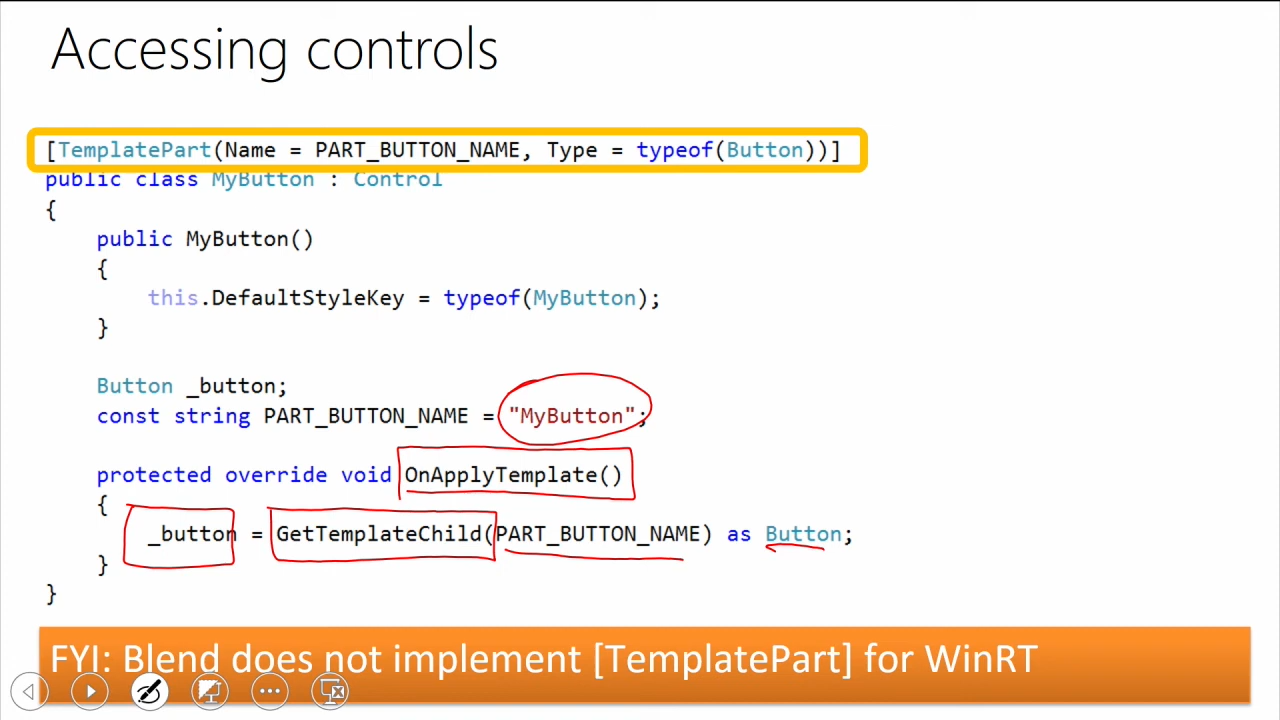 Accessing controls
[TemplatePart(Name = PART_BUTTON_NAME, Type = typeof(Button))]
public class MyButton : Control
{
    public MyButton()
    {
        this.DefaultStyleKey = typeof(MyButton);
    }
    Button _button;
    const string PART_BUTTON_NAME = "MyButton";
    protected override void OnApplyTemplate()
    {
        _button = GetTemplateChild(PART_BUTTON_NAME) as Button;
    }
}
FYI: Blend does not implement [TemplatePart] for WinRT